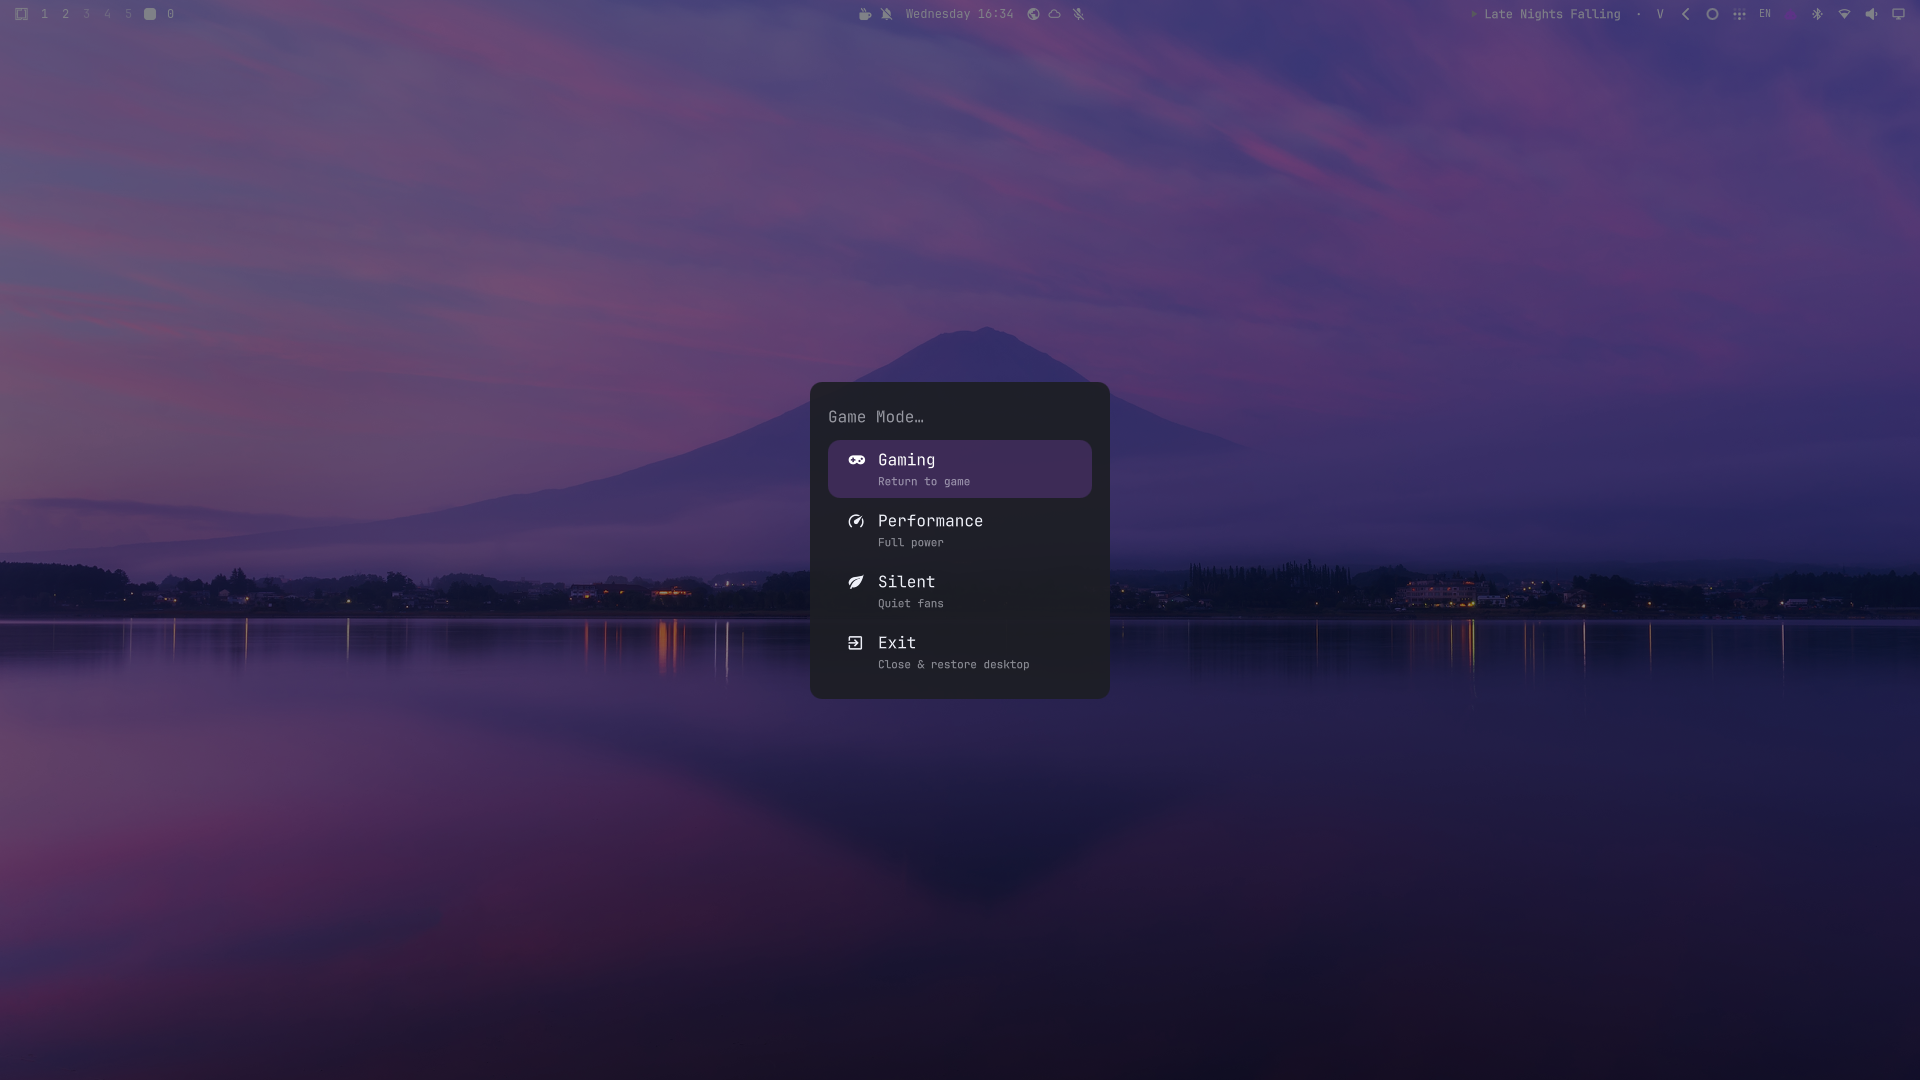 1 2 3 4 5 0
Wednesday 16:34
Late Nights Falling · V
EN
Game Mode…
Gaming
Return to game
Performance
Full power
Silent
Quiet fans
Exit
Close & restore desktop